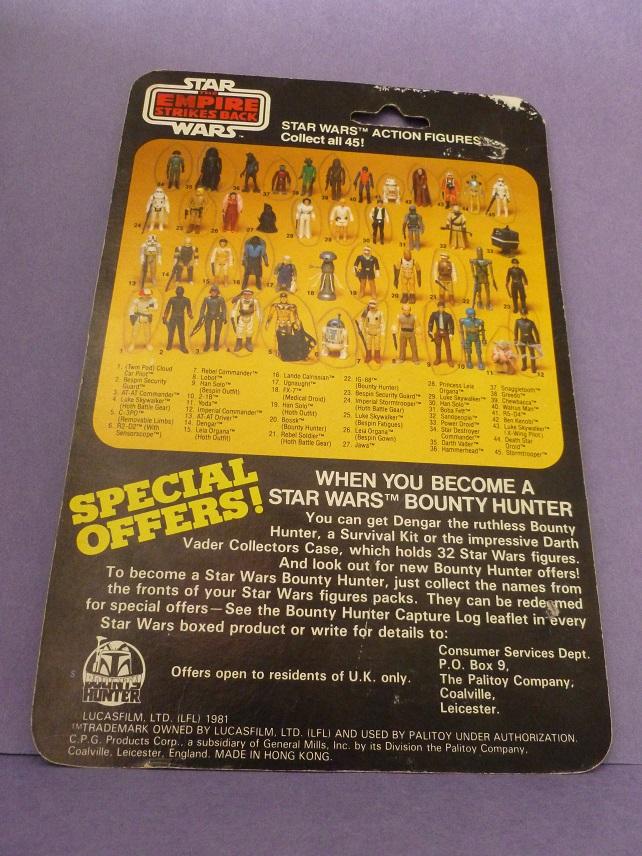 STAR
THE
EMPIRE
STRIKES BACK
WARS™
STAR WARS™ ACTION FIGURES
Collect all 45!
1. (Twin Pod) Cloud
Car Pilot™
2. Bespin Security
Guard™
3. AT-AT Commander™
4. Luke Skywalker™
(Hoth Battle Gear)
5. C-3PO™
(Removable Limbs)
6. R2-D2™ (With
Sensorscope)
7. Rebel Commander™
8. Lobot™
9. Han Solo™
(Bespin Outfit)
10. 2-1B™
11. Yoda™
12. Imperial Commander™
13. AT-AT Driver™
14. Dengar™
15. Leia Organa™
(Hoth Outfit)
16. Lando Calrissian™
17. Ugnaught™
18. FX-7™
(Medical Droid)
19. Han Solo™
(Hoth Outfit)
20. Bossk™
(Bounty Hunter)
21. Rebel Soldier™
(Hoth Battle Gear)
22. IG-88™
(Bounty Hunter)
23. Bespin Security Guard™
24. Imperial Stormtrooper™
(Hoth Battle Gear)
25. Luke Skywalker™
(Bespin Fatigues)
26. Leia Organa™
(Bespin Gown)
27. Jawa™
28. Princess Leia
Organa™
29. Luke Skywalker™
30. Han Solo™
31. Boba Fett™
32. Sandpeople™
33. Power Droid™
34. Star Destroyer
Commander™
35. Darth Vader™
36. Hammerhead™
37. Snaggletooth™
38. Greedo™
39. Chewbacca™
40. Walrus Man™
41. R5-D4™
42. Ben Kenobi™
43. Luke Skywalker™
(X-Wing Pilot)
44. Death Star
Droid™
45. Stormtrooper™
SPECIAL
OFFERS!
WHEN YOU BECOME A
STAR WARS™ BOUNTY HUNTER
You can get Dengar the ruthless Bounty
Hunter, a Survival Kit or the impressive Darth
Vader Collectors Case, which holds 32 Star Wars figures.
And look out for new Bounty Hunter offers!
To become a Star Wars Bounty Hunter, just collect the names from
the fronts of your Star Wars figures packs. They can be redeemed
for special offers—See the Bounty Hunter Capture Log leaflet in every
Star Wars boxed product or write for details to:
Consumer Services Dept.
P.O. Box 9,
The Palitoy Company,
Coalville,
Leicester.
S
BOUNTY
HUNTER
Offers open to residents of U.K. only.
LUCASFILM, LTD. (LFL) 1981
™TRADEMARK OWNED BY LUCASFILM, LTD. (LFL) AND USED BY PALITOY UNDER AUTHORIZATION.
C.P.G. Products Corp., a subsidiary of General Mills, Inc. by its Division the Palitoy Company,
Coalville, Leicester, England. MADE IN HONG KONG.